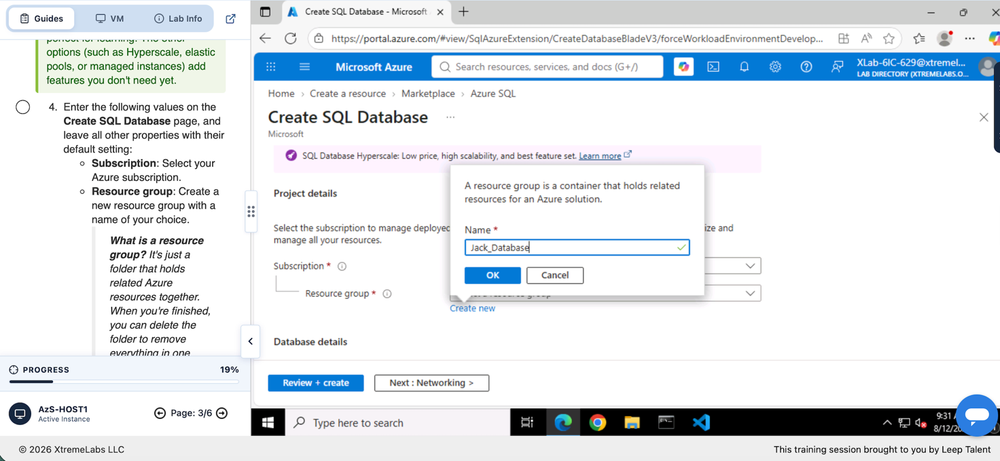 Guides
VM
Lab Info
options (such as Hyperscale, elastic
pools, or managed instances) add
features you don't need yet.
4. Enter the following values on the
Create SQL Database page, and
leave all other properties with their
default setting:
Subscription: Select your
Azure subscription.
Resource group: Create a
new resource group with a
name of your choice.
What is a resource
group? It's just a
folder that holds
related Azure
resources together.
When you're finished,
you can delete the
folder to remove
everything in one
PROGRESS
19%
AzS-HOST1
Active Instance
Page: 3/6
Create SQL Database - Microsoft
https://portal.azure.com/#view/SqlAzureExtension/CreateDatabaseBladeV3/forceWorkloadEnvironmentDevelop...
Microsoft Azure
Search resources, services, and docs (G+/)
XLab-6IC-629@xtremel...
LAB DIRECTORY (XTREMELABS.O...
Home > Create a resource > Marketplace > Azure SQL
Create SQL Database ...
Microsoft
SQL Database Hyperscale: Low price, high scalability, and best feature set. Learn more
Project details
Select the subscription to manage deployed
ize and
manage all your resources.
Subscription *
Resource group *
A resource group is a container that holds related
resources for an Azure solution.
Name *
Jack_Database
OK
Cancel
Create new
Database details
Review + create
Next : Networking >
Type here to search
9:31
8/12/20
© 2026 XtremeLabs LLC
This training session brought to you by Leep Talent